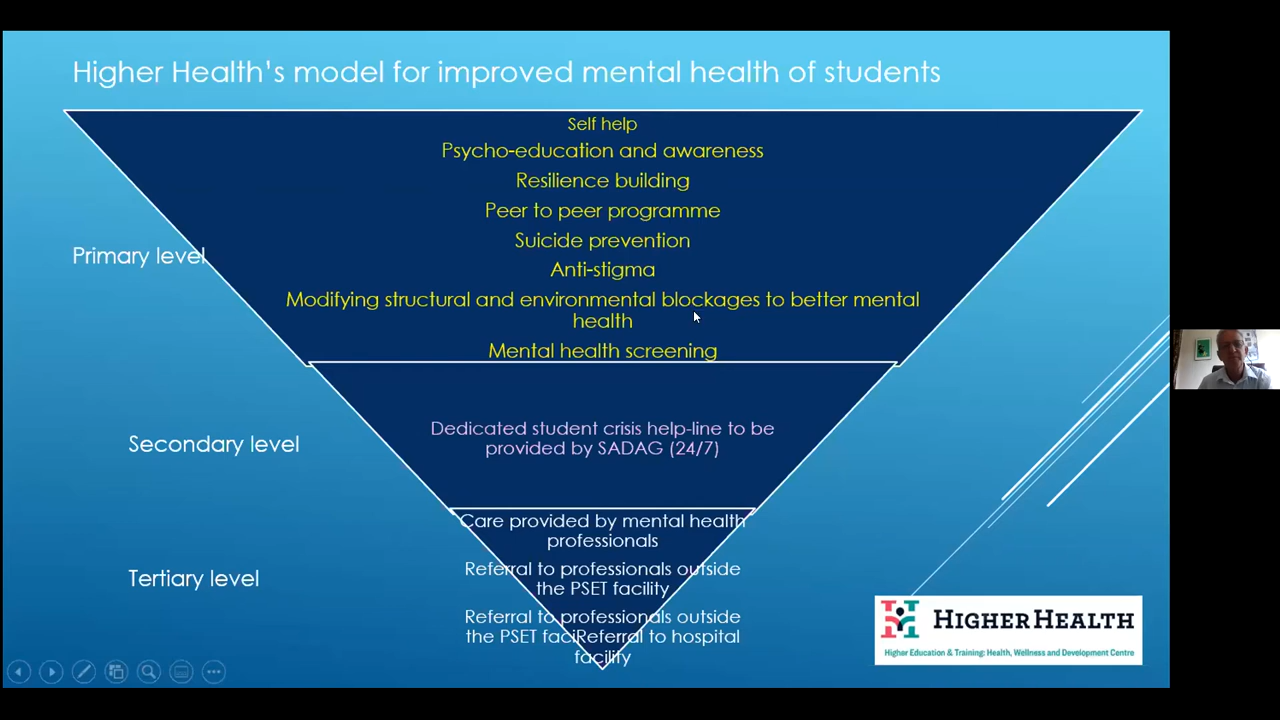 Higher Health's model for improved mental health of students
Self help
Psycho-education and awareness
Resilience building
Peer to peer programme
Suicide prevention
Anti-stigma
Primary level
Modifying structural and environmental blockages to better mental
health
Mental health screening
Secondary level
Dedicated student crisis help-line to be
provided by SADAG (24/7)
Tertiary level
Care provided by mental health
professionals
Referral to professionals outside
the PSET facility
Referral to professionals outside
the PSET faciReferral to hospital
facility
HIGHERHEALTH
Higher Education & Training: Health, Wellness and Development Centre